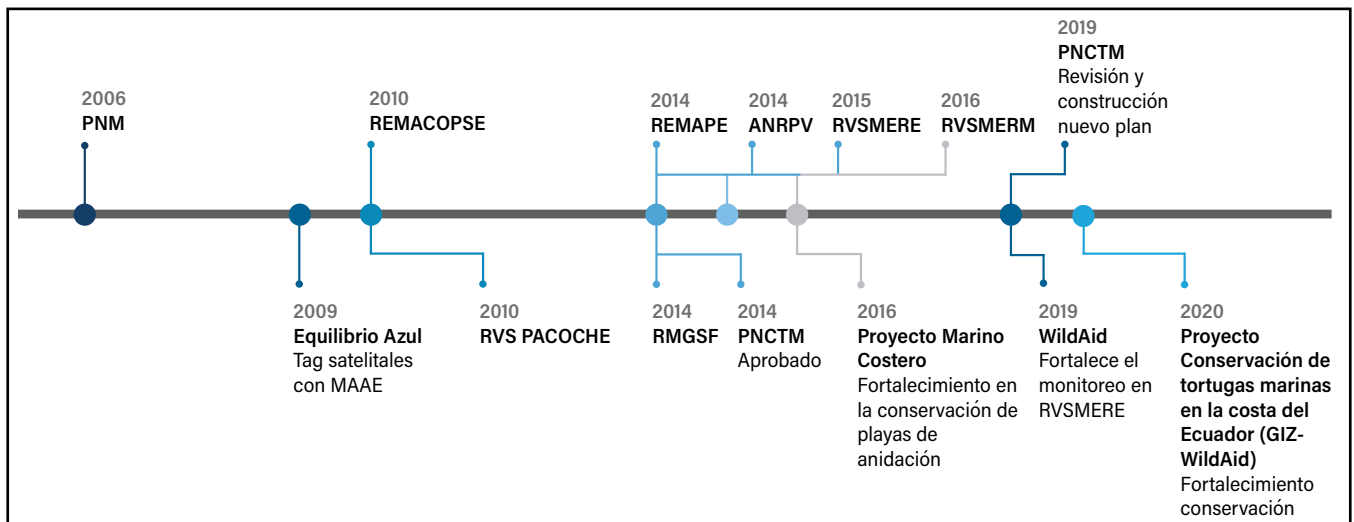 2006
PNM
2010
REMACOPSE
2014
REMAPE
2014
ANRPV
2015
RVSMERE
2016
RVSMERM
2019
PNCTM
Revisión y
construcción
nuevo plan
2009
Equilibrio Azul
Tag satelitales
con MAAE
2010
RVS PACOCHE
2014
RMGSF
2014
PNCTM
Aprobado
2016
Proyecto Marino
Costero
Fortalecimiento en
la conservación de
playas de
anidación
2019
WildAid
Fortalece el
monitoreo en
RVSMERE
2020
Proyecto
Conservación de
tortugas marinas
en la costa del
Ecuador (GIZ-
WildAid)
Fortalecimiento
conservación